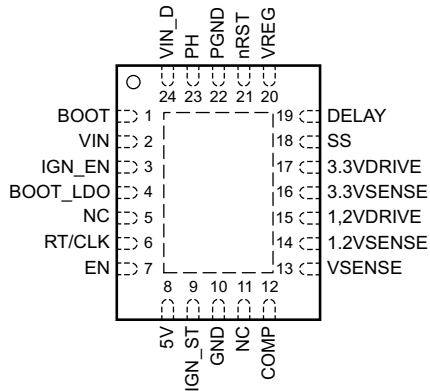 VIN_D
PH
PGND
nRST
VREG
24 23 22 21 20
BOOT 1
VIN 2
IGN_EN 3
BOOT_LDO 4
NC 5
RT/CLK 6
EN 7
19 DELAY
18 SS
17 3.3VDRIVE
16 3.3VSENSE
15 1,2VDRIVE
14 1.2VSENSE
13 VSENSE
8 9 10 11 12
5V
IGN_ST
GND
NC
COMP